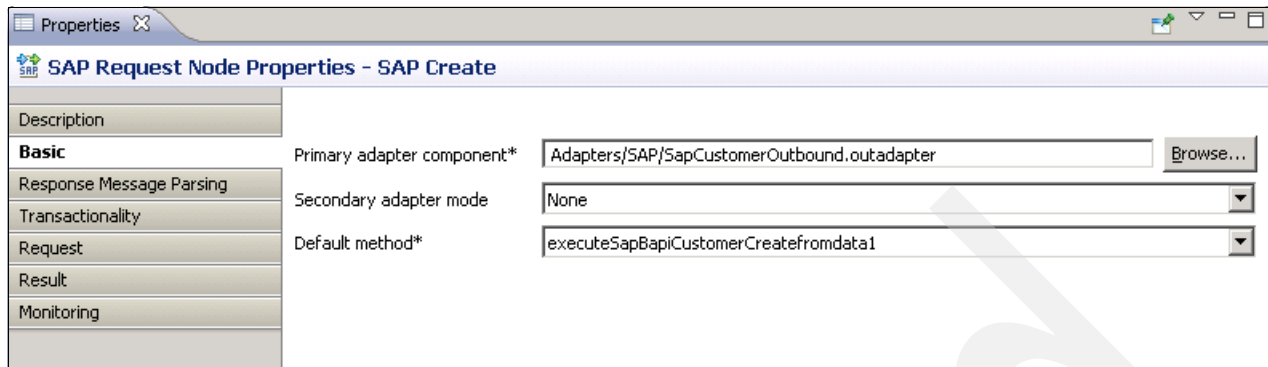 Properties
SAP
SAP Request Node Properties - SAP Create
Description
Basic
Response Message Parsing
Transactionality
Request
Result
Monitoring
Primary adapter component* Adapters/SAP/SapCustomerOutbound.outadapter Browse...
Secondary adapter mode None
Default method* executeSapBapiCustomerCreatefromdata1